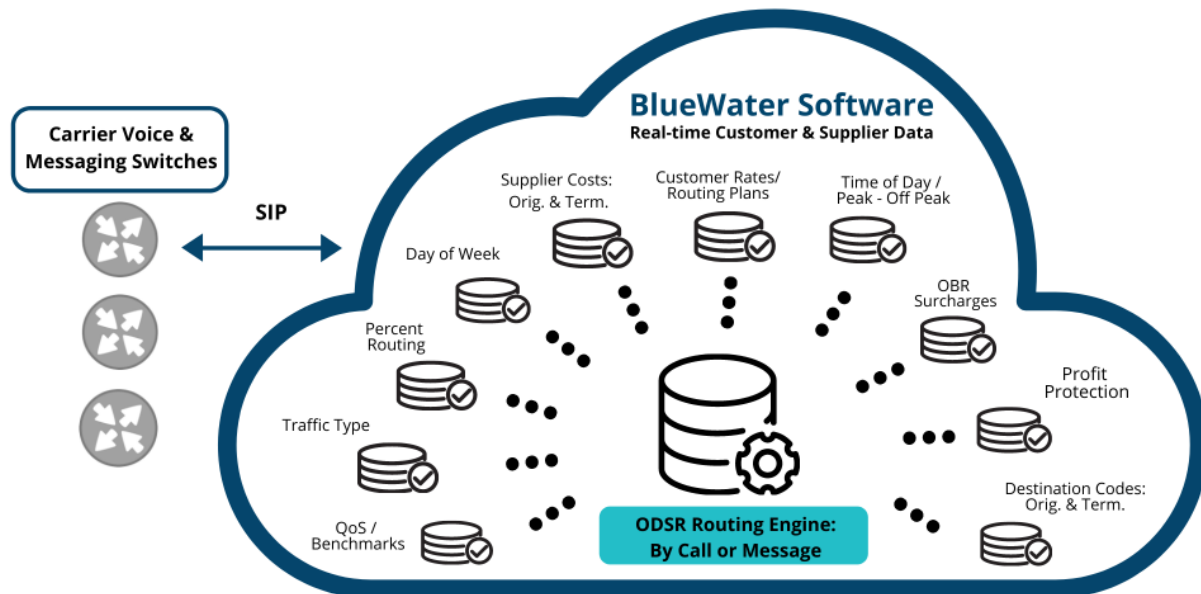 BlueWater Software
Real-time Customer & Supplier Data
Carrier Voice &
Messaging Switches
SIP
Supplier Costs:
Orig. & Term.
Customer Rates/
Routing Plans
Time of Day /
Peak - Off Peak
Day of Week
OBR
Surcharges
Percent
Routing
Profit
Protection
Traffic Type
Destination Codes:
Orig. & Term.
QoS /
Benchmarks
ODSR Routing Engine:
By Call or Message